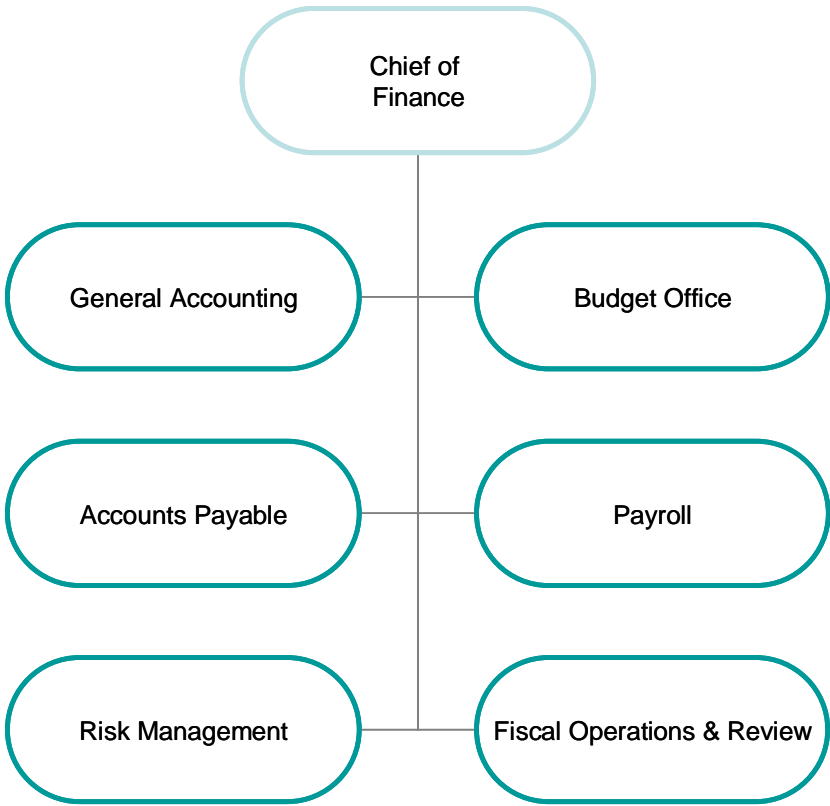 Chief of
Finance
General Accounting
Budget Office
Accounts Payable
Payroll
Risk Management
Fiscal Operations & Review